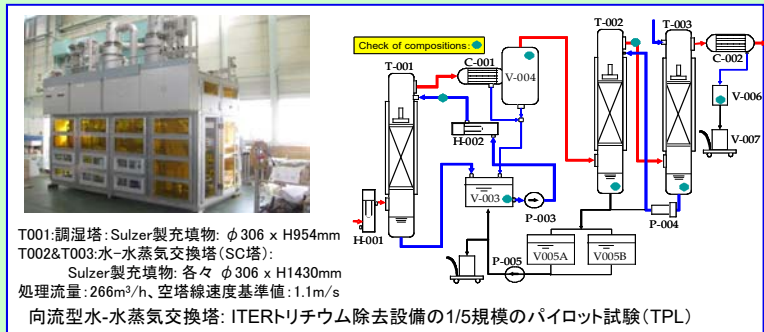 Check of compositions:
T-001
C-001
V-004
T-002
T-003
C-002
V-006
V-007
H-002
V-003
P-003
P-004
H-001
P-005
V005A
V005B
T001:調湿塔:Sulzer製充填物: φ306 x H954mm
T002&T003:水-水蒸気交換塔(SC塔):
Sulzer製充填物: 各々 φ306 x H1430mm
処理流量:266m³/h、空塔線速度基準値:1.1m/s
向流型水-水蒸気交換塔: ITERトリチウム除去設備の1/5規模のパイロット試験(TPL)